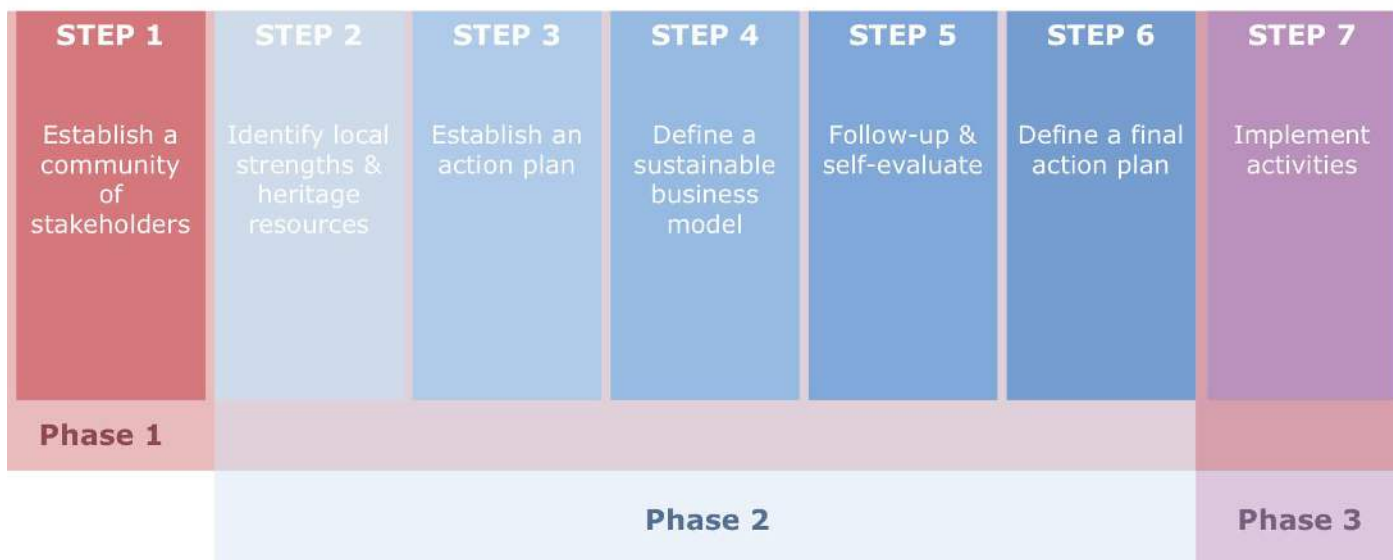 STEP 1
Establish a
community
of
stakeholders
STEP 2
Identify local
strengths &
heritage
resources
STEP 3
Establish an
action plan
STEP 4
Define a
sustainable
business
model
STEP 5
Follow-up &
self-evaluate
STEP 6
Define a final
action plan
STEP 7
Implement
activities
Phase 1
Phase 2
Phase 3